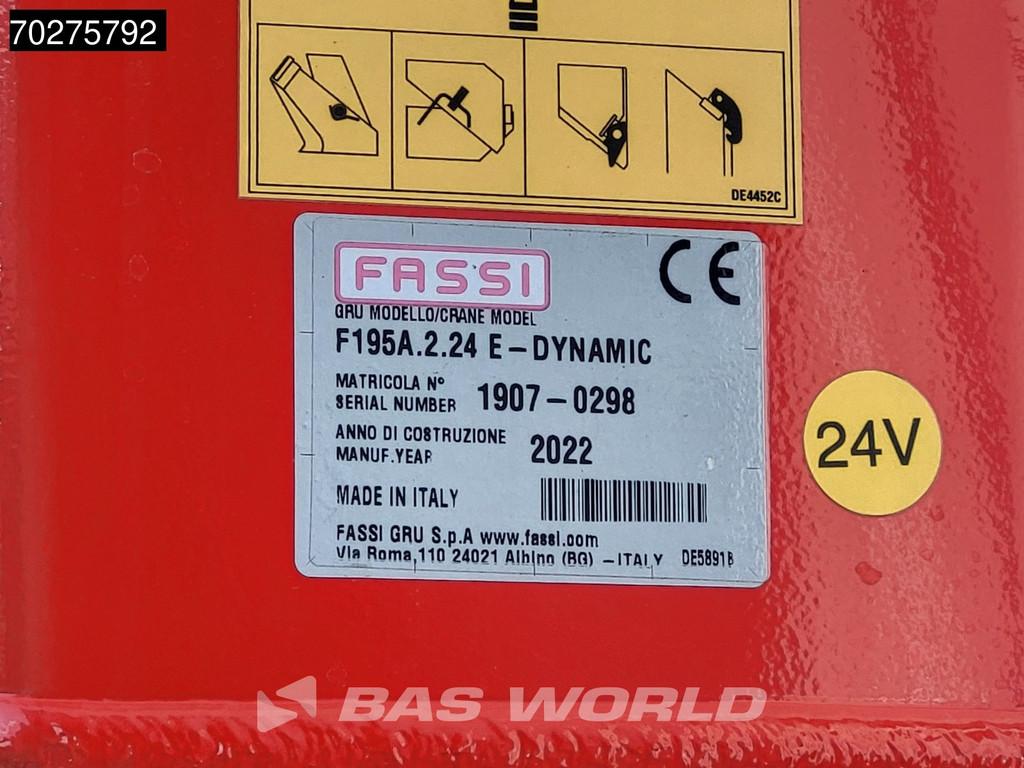 70275792
DE4452C
FASSI
CE
GRU MODELLO/CRANE MODEL
F195A.2.24 E-DYNAMIC
MATRICOLA Nº
SERIAL NUMBER 1907-0298
ANNO DI COSTRUZIONE
MANUF.YEAR 2022
24V
MADE IN ITALY
FASSI GRU S.p.A www.fassi.com
Via Roma,110 24021 Albino (BG) -ITALY DE5891B
BAS WORLD